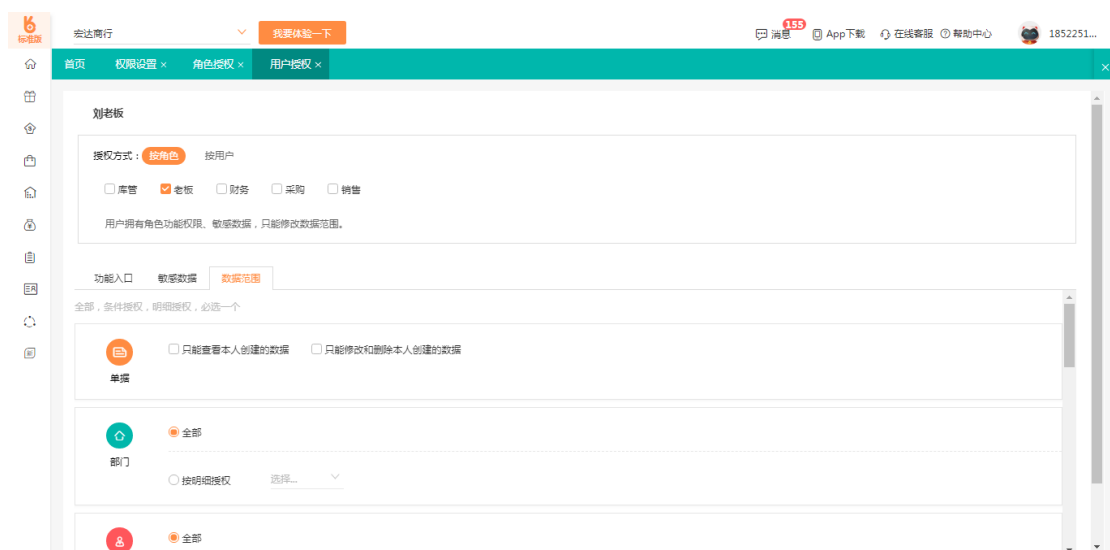 标准版
宏达商行 我要体验一下 消息 155 App下载 在线客服 帮助中心 1852251...
首页 权限设置 × 角色授权 × 用户授权 ×
刘老板
授权方式： 按角色 按用户
库管 老板 财务 采购 销售
用户拥有角色功能权限、敏感数据，只能修改数据范围。
功能入口 敏感数据 数据范围
全部，条件授权，明细授权，必选一个
只能查看本人创建的数据 只能修改和删除本人创建的数据
单据
全部
部门
按明细授权 选择...
全部